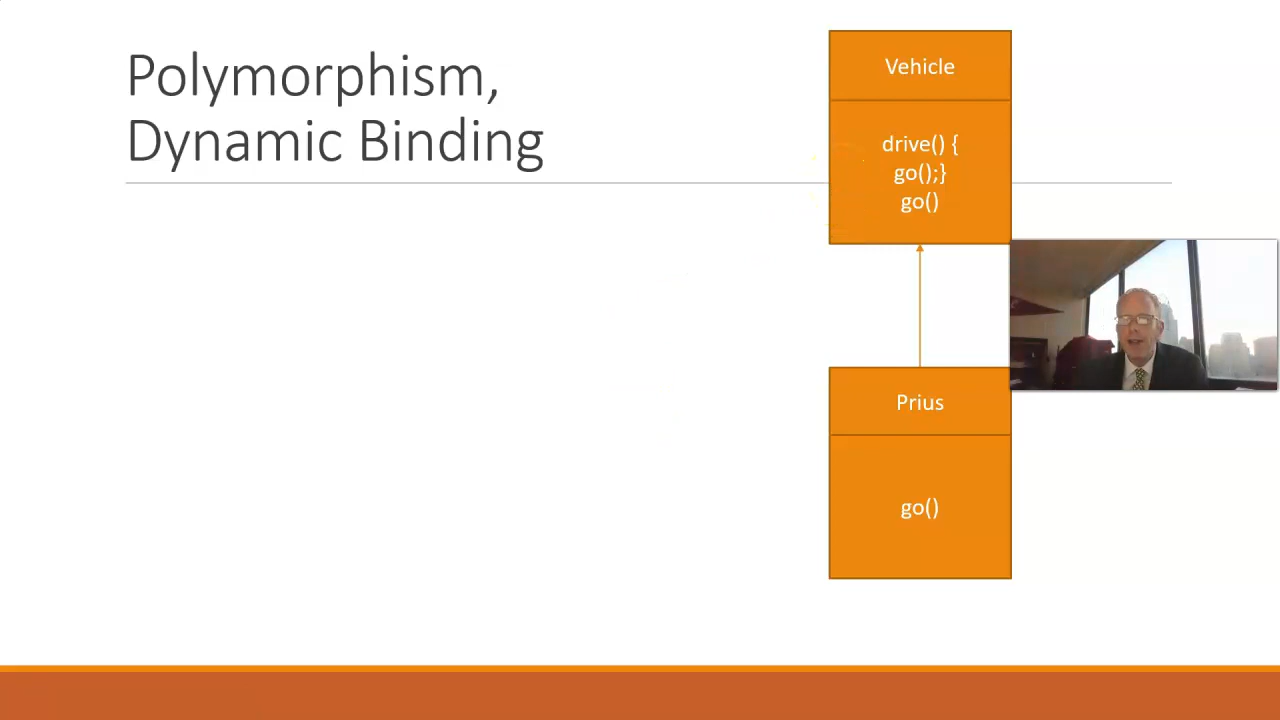 Polymorphism,
Dynamic Binding
Vehicle
drive() {
go();}
go()
Prius
go()